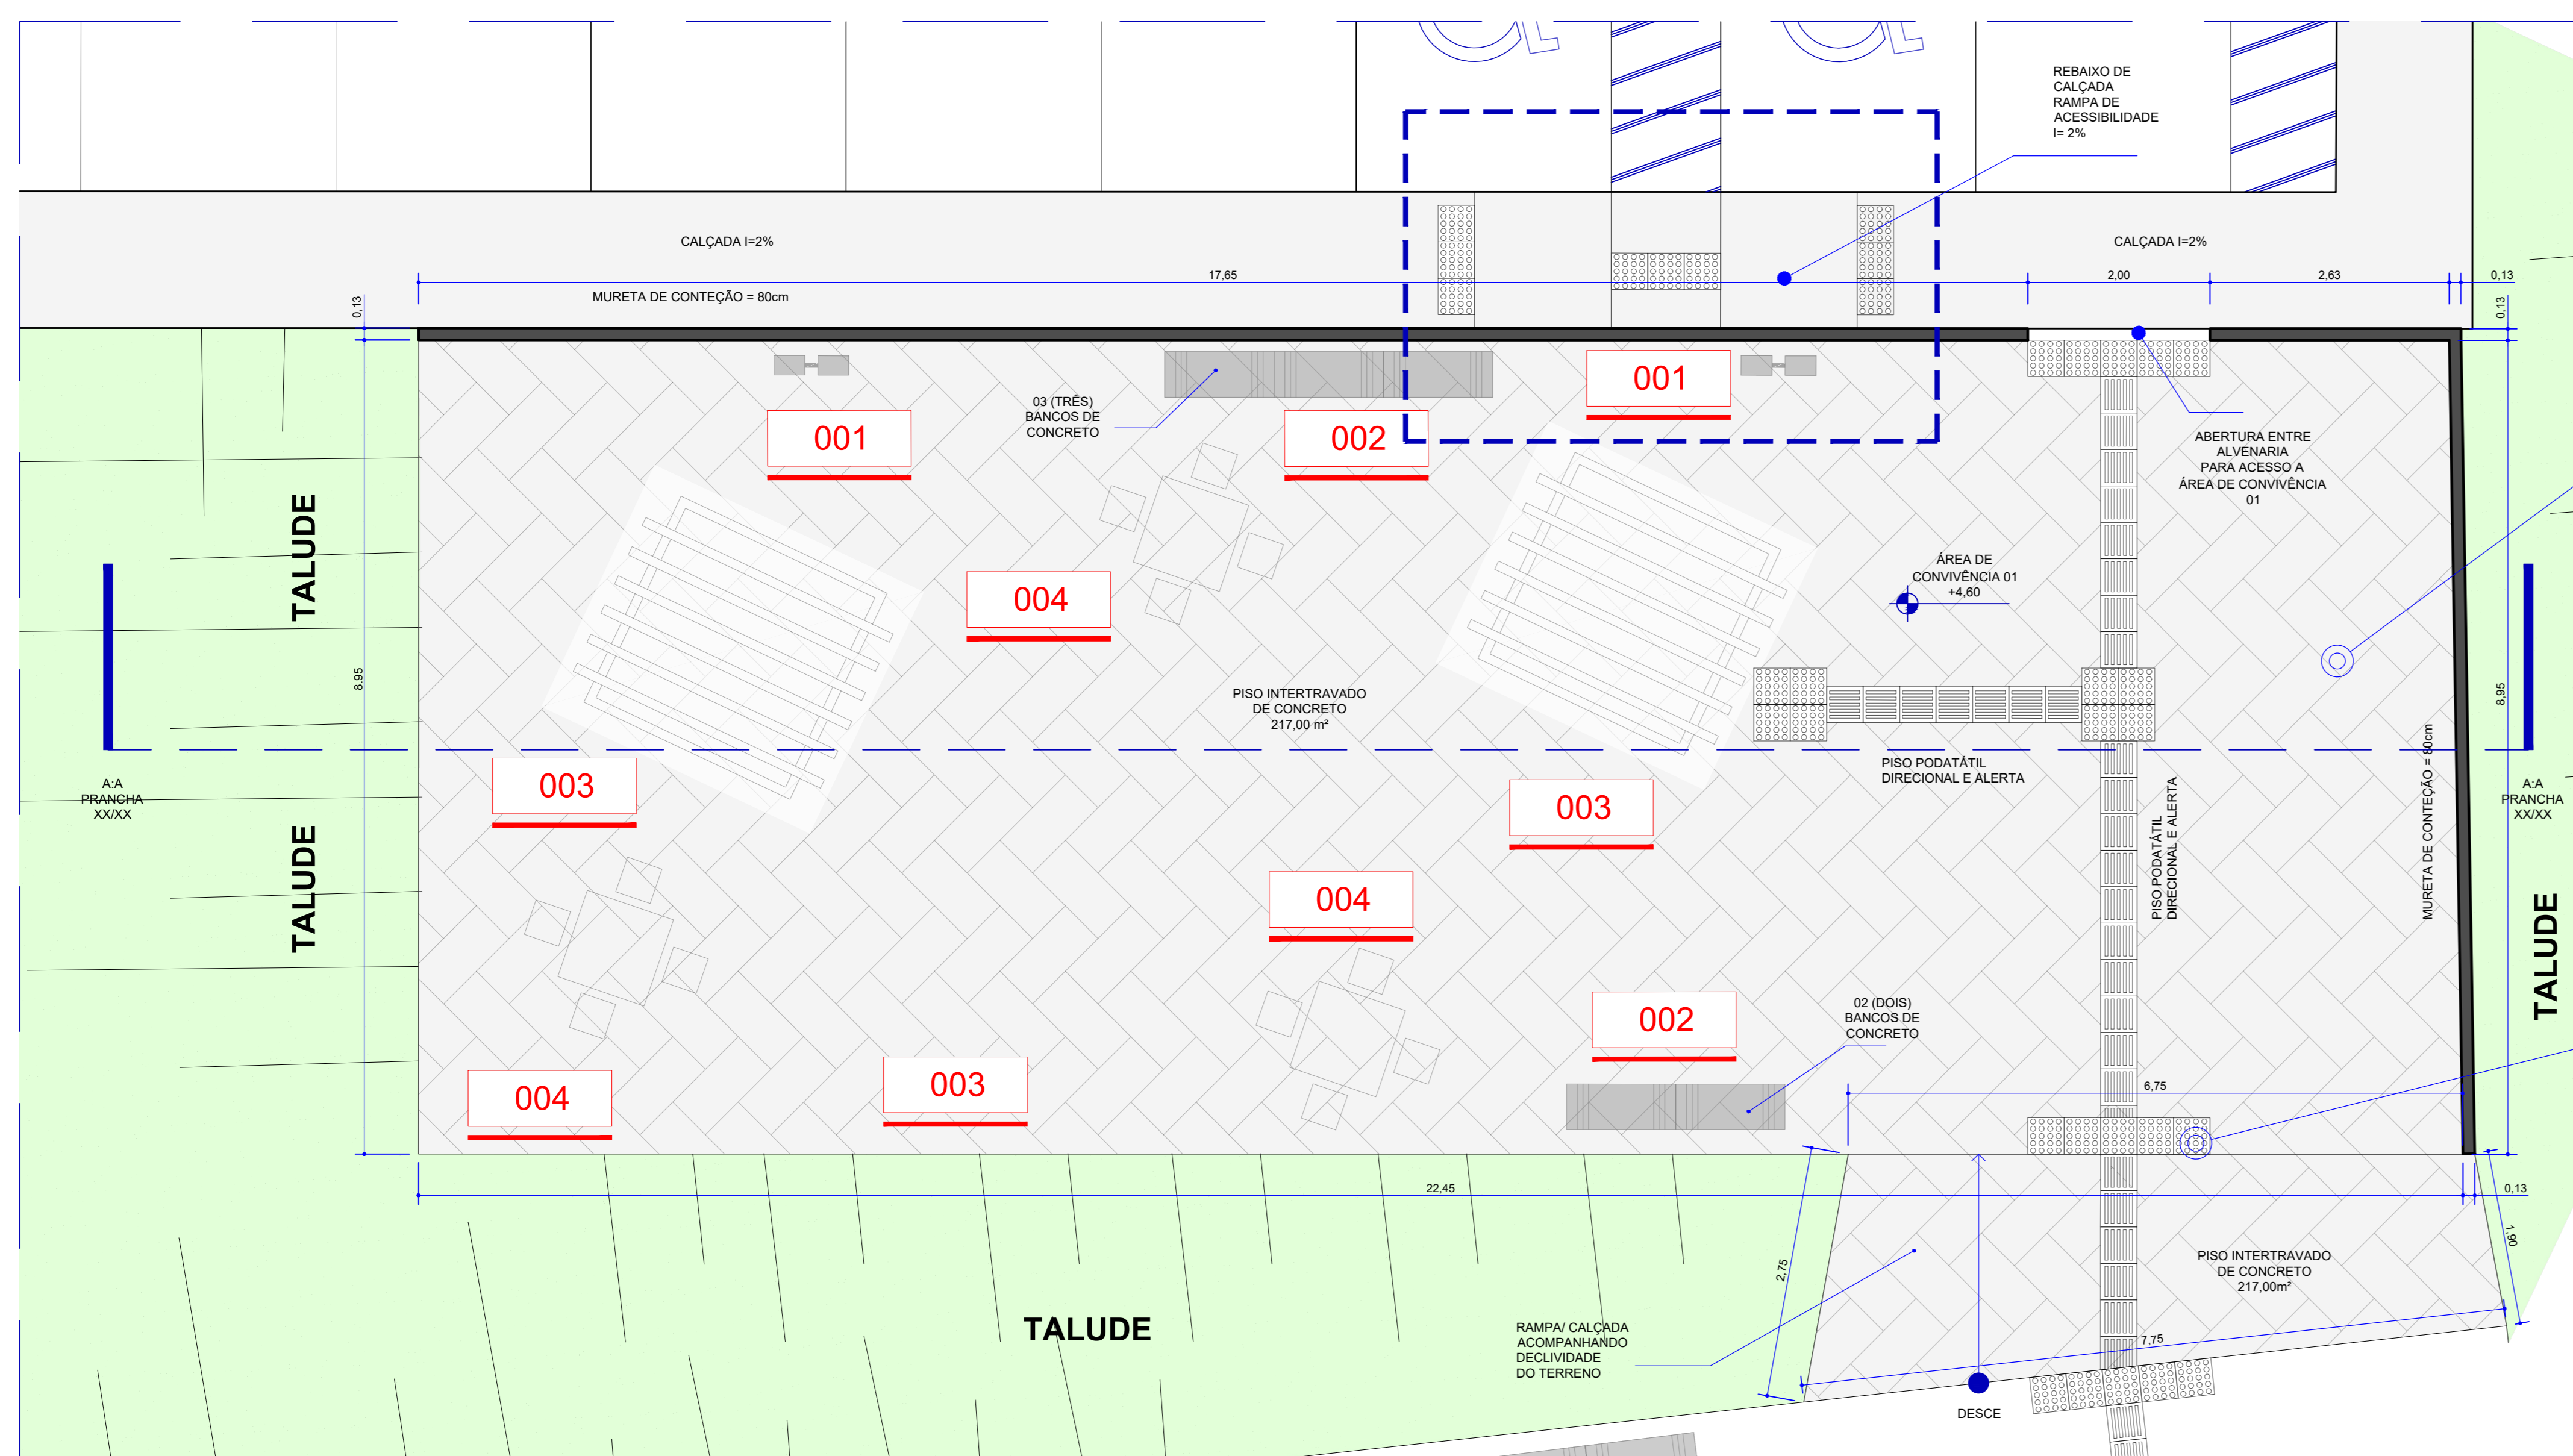 REBAIXO DE
CALÇADA
RAMPA DE
ACESSIBILIDADE
I= 2%
CALÇADA I=2%
CALÇADA I=2%
17,65
2,00
2,63
0,13
MURETA DE CONTEÇÃO = 80cm
0,13
0,13
001
03 (TRÊS)
BANCOS DE
CONCRETO
001
002
ABERTURA ENTRE
ALVENARIA
PARA ACESSO A
ÁREA DE CONVIVÊNCIA
01
TALUDE
004
ÁREA DE
CONVIVÊNCIA 01
+4,60
8.95
PISO INTERTRAVADO
DE CONCRETO
217,00 m²
8,95
A:A
PRANCHA
XX/XX
003
003
PISO PODATÁTIL
DIRECIONAL E ALERTA
PISO PODATÁTIL
DIRECIONAL E ALERTA
MURETA DE CONTEÇÃO = 80cm
A:A
PRANCHA
XX/XX
TALUDE
004
TALUDE
002
02 (DOIS)
BANCOS DE
CONCRETO
004
003
6,75
22,45
0,13
2,75
1,90
PISO INTERTRAVADO
DE CONCRETO
217,00m²
TALUDE
RAMPA/ CALÇADA
ACOMPANHANDO
DECLIVIDADE
DO TERRENO
7,75
DESCE